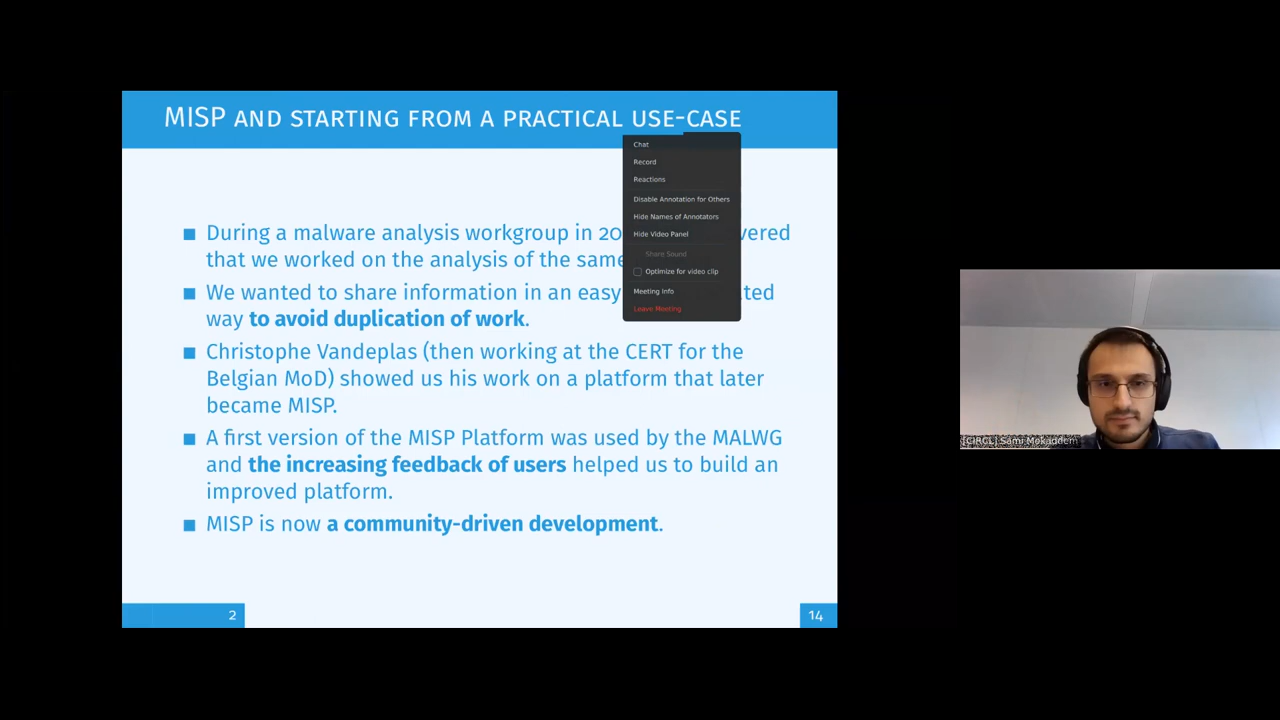 MISP AND STARTING FROM A PRACTICAL USE-CASE
Chat
Record
Reactions
Disable Annotation for Others
Hide Names of Annotators
Hide Video Panel
Share Sound
Optimize for video clip
Meeting Info
Leave Meeting
During a malware analysis workgroup in
that we worked on the analysis of the same
We wanted to share information in an easy
way to avoid duplication of work.
Christophe Vandeplas (then working at the CERT for the
Belgian MoD) showed us his work on a platform that later
became MISP.
A first version of the MISP Platform was used by the MALWG
and the increasing feedback of users helped us to build an
improved platform.
MISP is now a community-driven development.
2
14
[CIRCL] Sami Mokaddem